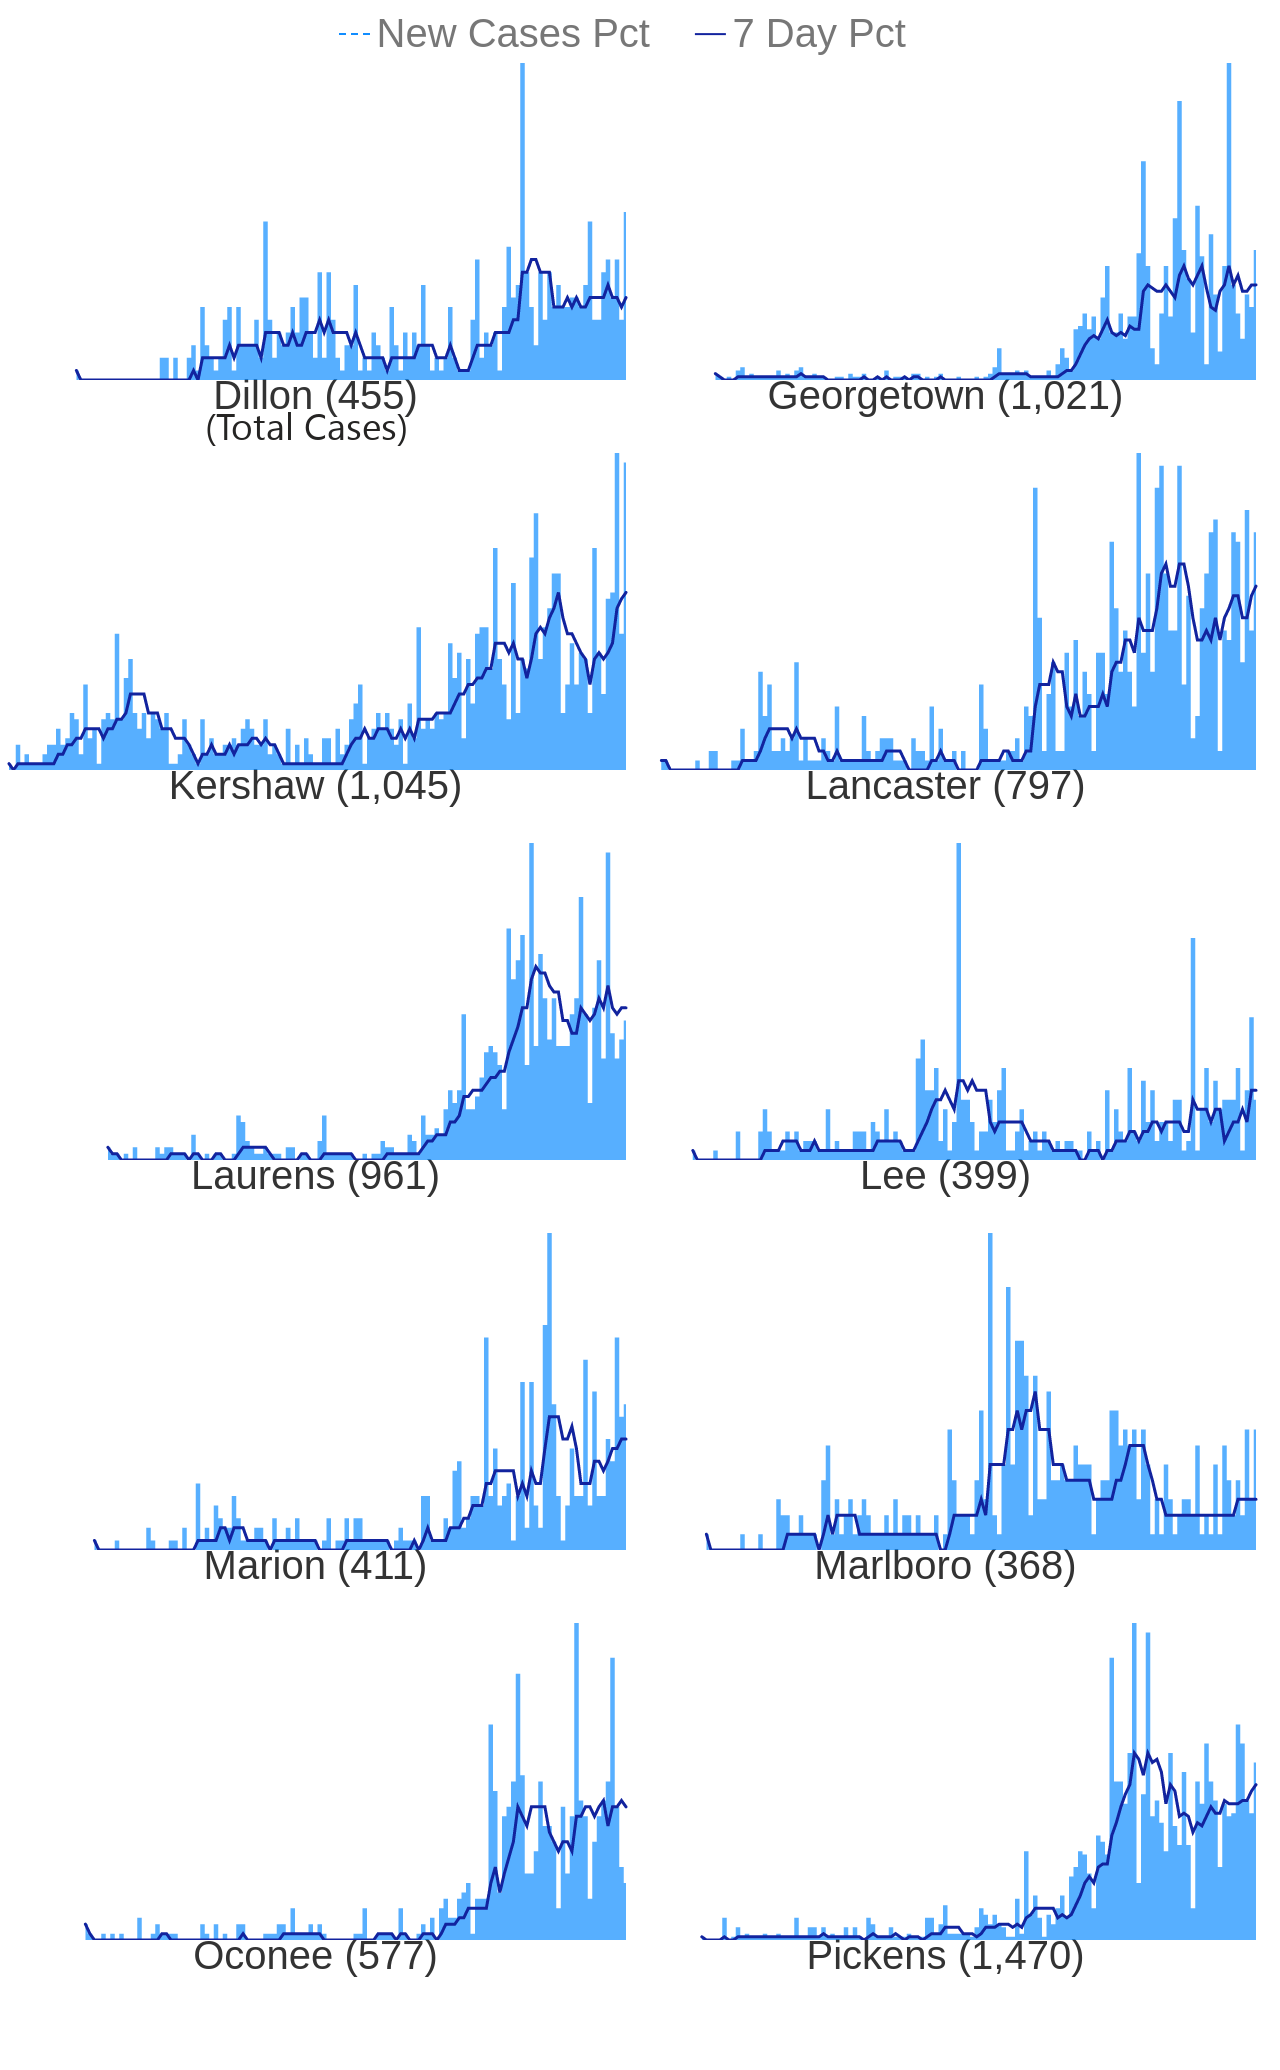 New Cases Pct 7 Day Pct
Dillon (455) Georgetown (1,021)
(Total Cases)
Kershaw (1,045) Lancaster (797)
Laurens (961) Lee (399)
Marion (411) Marlboro (368)
Oconee (577) Pickens (1,470)